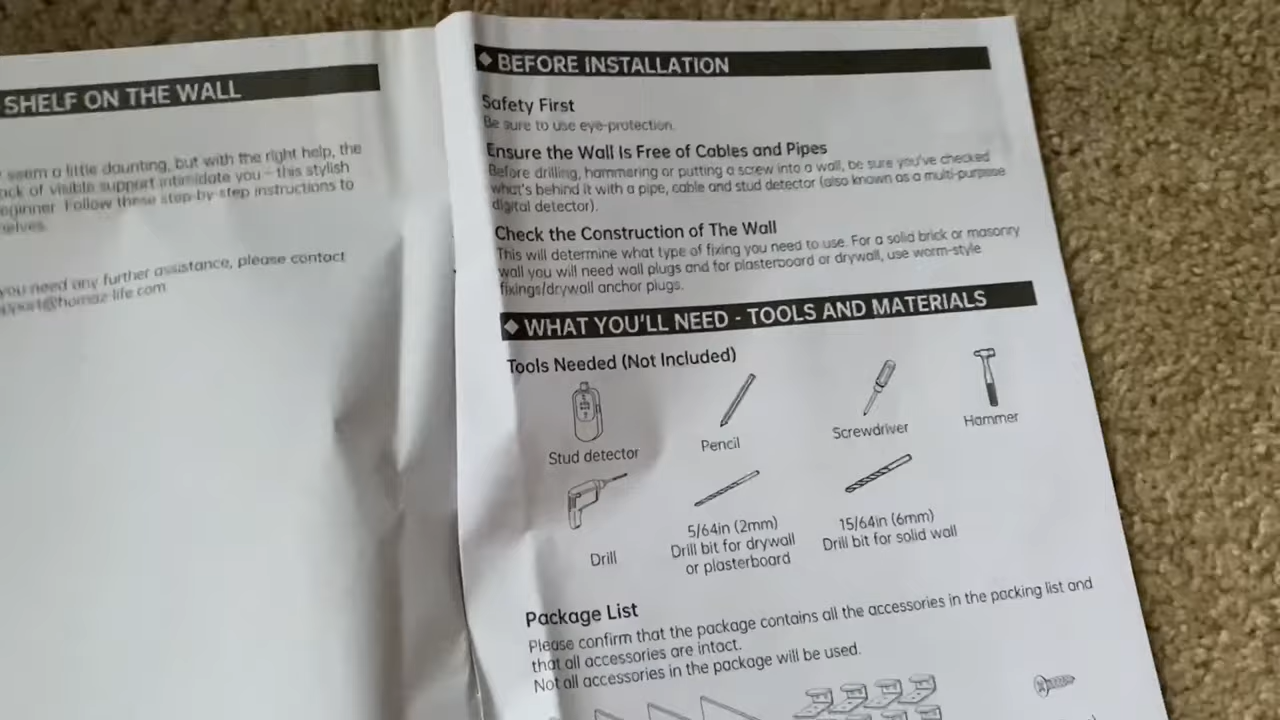 SHELF ON THE WALL
seem a little daunting, but with the right help, the
of visible support intimidate you – this stylish
Follow these step-by-step instructions to
you need any further assistance, please contact
◆ BEFORE INSTALLATION
Safety First
Be sure to use eye-protection.
Ensure the Wall Is Free of Cables and Pipes
Before drilling, hammering or putting a screw into a wall, be sure you've checked
what's behind it with a pipe, cable and stud detector (also known as a multi-purpose
digital detector).
Check the Construction of The Wall
This will determine what type of fixing you need to use. For a solid brick or masonry
wall you will need wall plugs and for plasterboard or drywall, use worm-style
fixings/drywall anchor plugs.
◆ WHAT YOU'LL NEED - TOOLS AND MATERIALS
Tools Needed (Not Included)
Stud detector
Pencil
Screwdriver
Hammer
Drill
5/64in (2mm)
Drill bit for drywall
or plasterboard
15/64in (6mm)
Drill bit for solid wall
Package List
Please confirm that the package contains all the accessories in the packing list and
that all accessories are intact.
Not all accessories in the package will be used.